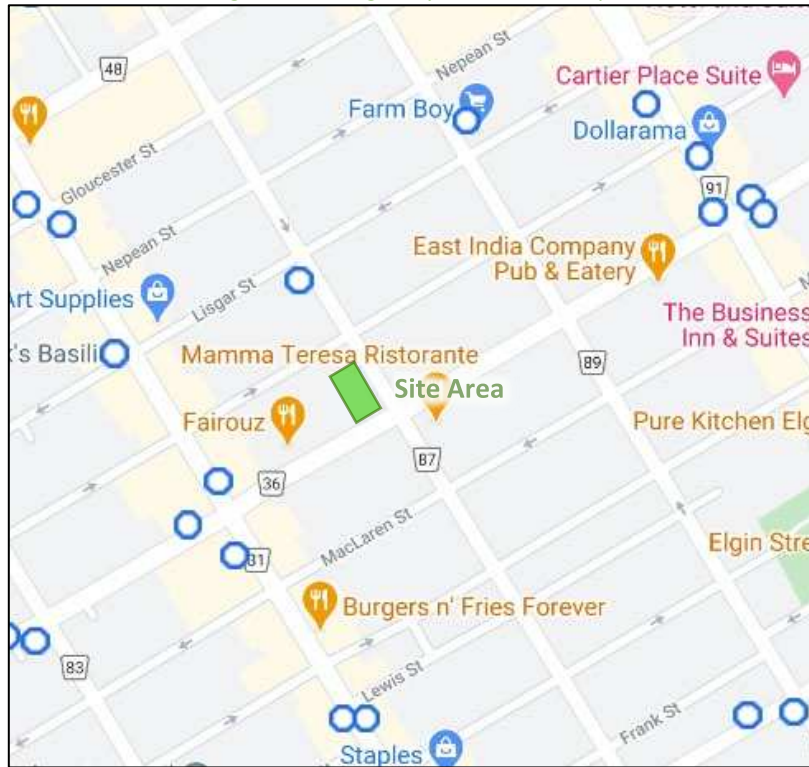 Nepean St
48
Cartier Place Suite
Farm Boy
Dollarama
Gloucester St
91
Nepean St
East India Company
Pub & Eatery
Art Supplies
Lisgar St
The Business
Inn & Suites
's Basili
Mamma Teresa Ristorante
89
Site Area
Fairouz
Pure Kitchen Elg
87
36
MacLaren St
Elgin Stre
31
Burgers n' Fries Forever
83
Lewis St
Frank St
Staples